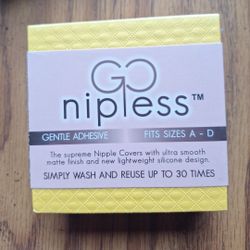 GO
nipless™
GENTLE ADHESIVE FITS SIZES A - D
The supreme Nipple Covers with ultra smooth
matte finish and new lightweight silicone design.
SIMPLY WASH AND REUSE UP TO 30 TIMES